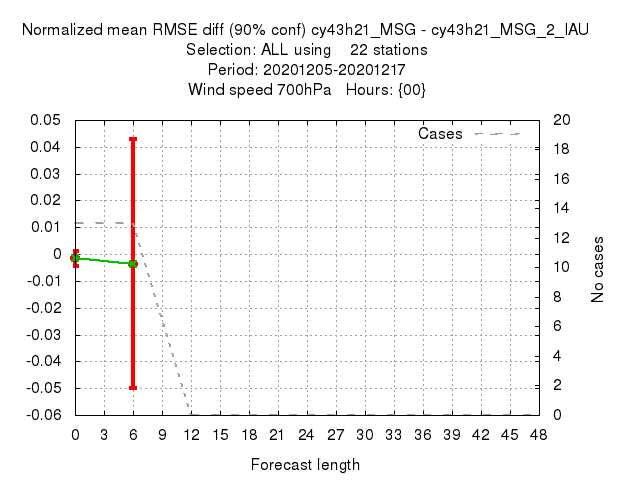 Normalized mean RMSE diff (90% conf) cy43h21_MSG - cy43h21_MSG_2_IAU
Selection: ALL using 22 stations
Period: 20201205-20201217
Wind speed 700hPa Hours: {00}
Cases
0.05
0.04
0.03
0.02
0.01
0
-0.01
-0.02
-0.03
-0.04
-0.05
-0.06
20
18
16
14
12
10
8
6
4
2
0
No cases
0 3 6 9 12 15 18 21 24 27 30 33 36 39 42 45 48
Forecast length